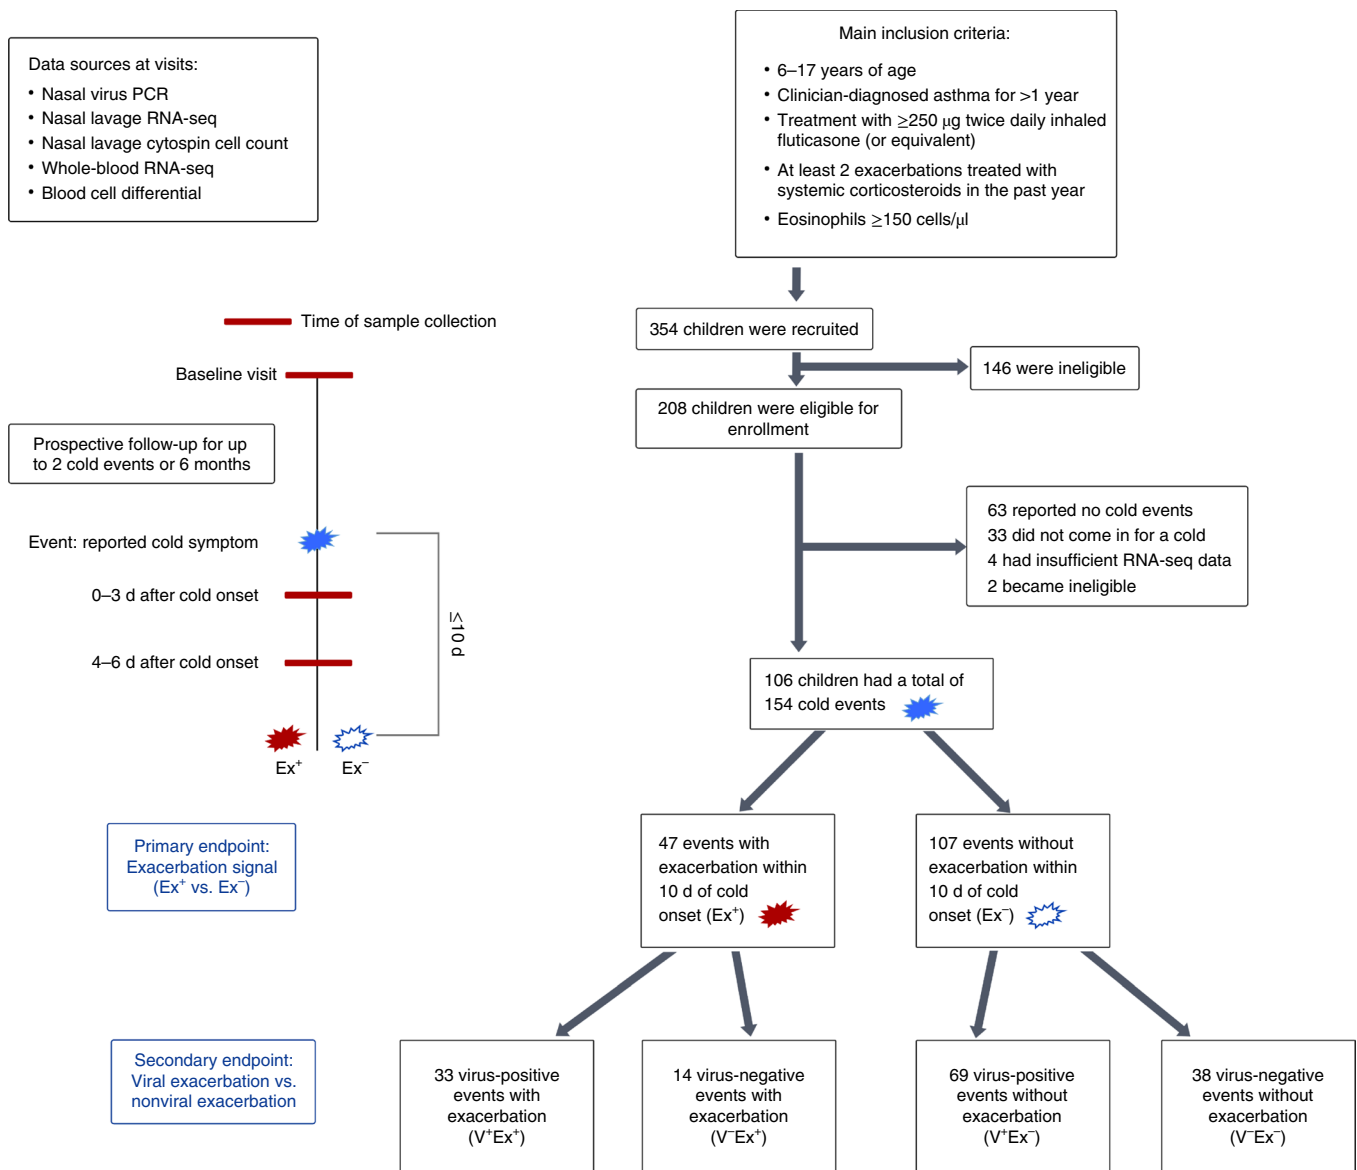 Data sources at visits:
• Nasal virus PCR
• Nasal lavage RNA-seq
• Nasal lavage cytospin cell count
• Whole-blood RNA-seq
• Blood cell differential
Main inclusion criteria:
• 6–17 years of age
• Clinician-diagnosed asthma for >1 year
• Treatment with ≥250 μg twice daily inhaled
fluticasone (or equivalent)
• At least 2 exacerbations treated with
systemic corticosteroids in the past year
• Eosinophils ≥150 cells/μl
Time of sample collection
Baseline visit
Prospective follow-up for up
to 2 cold events or 6 months
Event: reported cold symptom
0–3 d after cold onset
4–6 d after cold onset
≤10 d
Ex⁺
Ex⁻
354 children were recruited
146 were ineligible
208 children were eligible for
enrollment
63 reported no cold events
33 did not come in for a cold
4 had insufficient RNA-seq data
2 became ineligible
106 children had a total of
154 cold events
Primary endpoint:
Exacerbation signal
(Ex⁺ vs. Ex⁻)
47 events with
exacerbation within
10 d of cold
onset (Ex⁺)
107 events without
exacerbation within
10 d of cold
onset (Ex⁻)
Secondary endpoint:
Viral exacerbation vs.
nonviral exacerbation
33 virus-positive
events with
exacerbation
(V⁺Ex⁺)
14 virus-negative
events with
exacerbation
(V⁻Ex⁺)
69 virus-positive
events without
exacerbation
(V⁺Ex⁻)
38 virus-negative
events without
exacerbation
(V⁻Ex⁻)